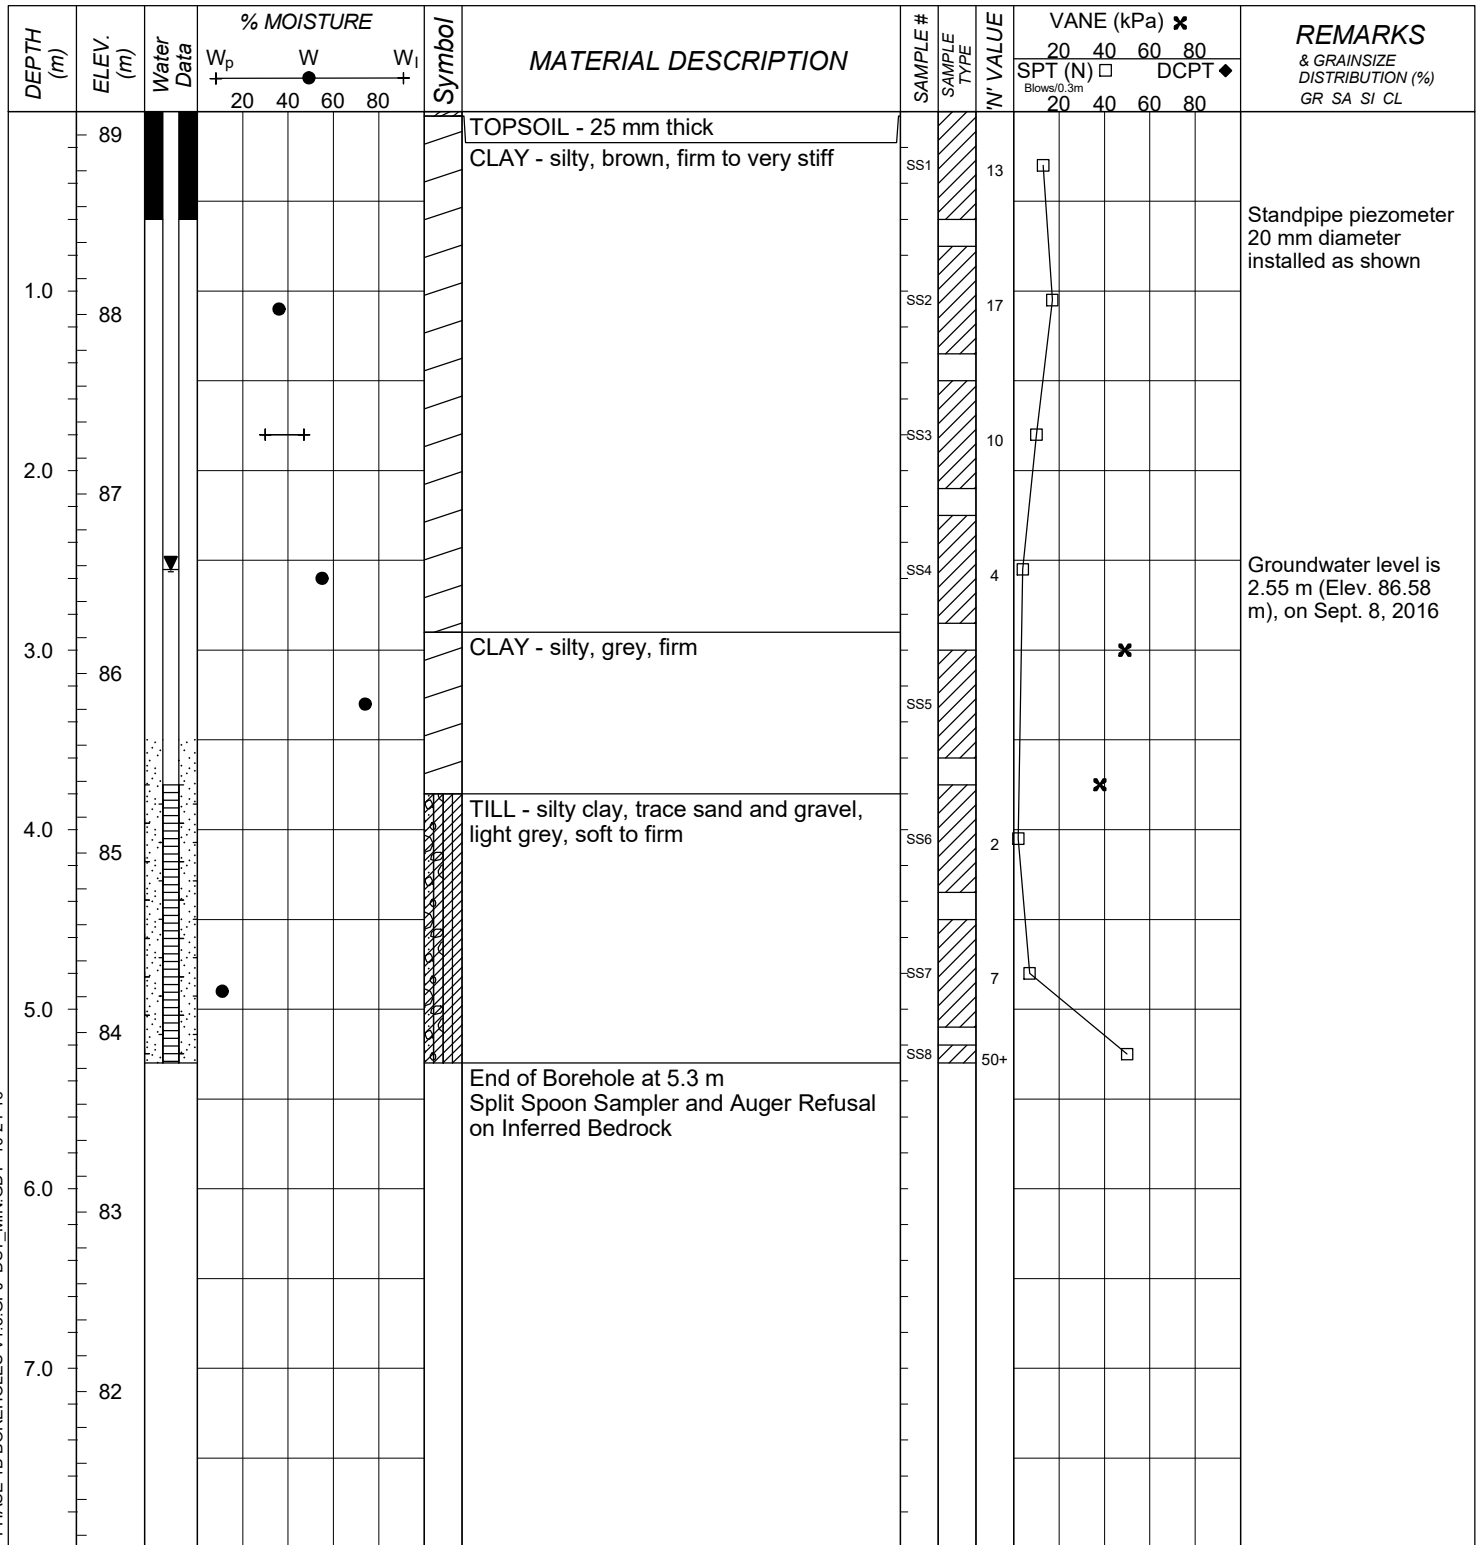 DEPTH (m)
ELEV. (m)
Water Data
% MOISTURE
Wp W Wl
20 40 60 80
Symbol
MATERIAL DESCRIPTION
SAMPLE #
SAMPLE TYPE
'N' VALUE
VANE (kPa)
20 40 60 80
SPT (N) DCPT
Blows/0.3m
20 40 60 80
REMARKS
& GRAINSIZE
DISTRIBUTION (%)
GR SA SI CL
89
TOPSOIL - 25 mm thick
CLAY - silty, brown, firm to very stiff
SS1
13
Standpipe piezometer
20 mm diameter
installed as shown
1.0
88
SS2
17
SS3
10
2.0
87
SS4
4
Groundwater level is
2.55 m (Elev. 86.58
m), on Sept. 8, 2016
3.0
86
CLAY - silty, grey, firm
SS5
TILL - silty clay, trace sand and gravel,
light grey, soft to firm
4.0
85
SS6
2
SS7
7
5.0
84
SS8
50+
End of Borehole at 5.3 m
Split Spoon Sampler and Auger Refusal
on Inferred Bedrock
6.0
83
7.0
82